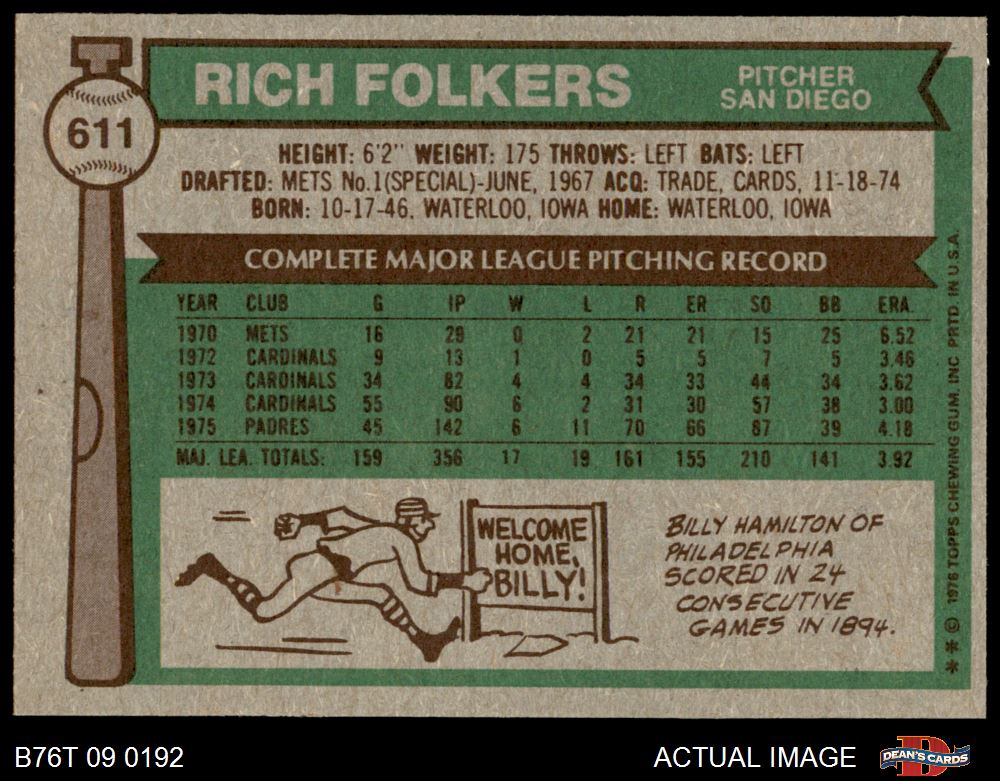 RICH FOLKERS
PITCHER
SAN DIEGO
611
HEIGHT: 6'2" WEIGHT: 175 THROWS: LEFT BATS: LEFT
DRAFTED: METS No.1(SPECIAL)-JUNE, 1967 ACQ: TRADE, CARDS, 11-18-74
BORN: 10-17-46, WATERLOO, IOWA HOME: WATERLOO, IOWA
COMPLETE MAJOR LEAGUE PITCHING RECORD
YEAR CLUB G IP W L R ER SO BB ERA
1970 METS 16 29 0 2 21 21 15 25 6.52
1972 CARDINALS 9 13 1 0 5 5 7 5 3.46
1973 CARDINALS 34 82 4 4 34 33 44 34 3.62
1974 CARDINALS 55 90 6 2 31 30 57 38 3.00
1975 PADRES 45 142 6 11 70 66 87 39 4.18
MAJ. LEA. TOTALS: 159 356 17 19 161 155 210 141 3.92
WELCOME
HOME,
BILLY!
BILLY HAMILTON OF
PHILADELPHIA
SCORED IN 24
CONSECUTIVE
GAMES IN 1894.
* * © 1976 TOPPS CHEWING GUM, INC PRTD. IN U.S.A.
B76T 09 0192
ACTUAL IMAGE
DEAN'S CARDS